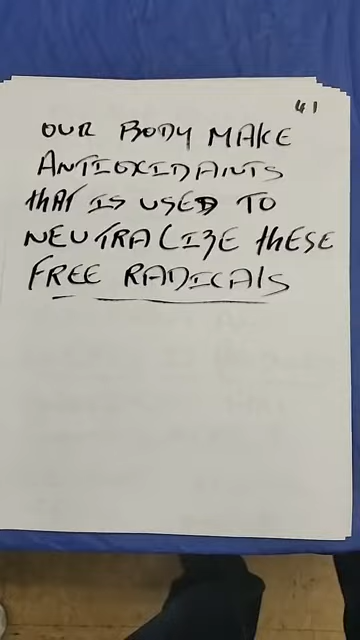 41
OUR BODY MAKE
ANTIOXIDANTS
THAT IS USED TO
NEUTRALIZE THESE
FREE RADICALS